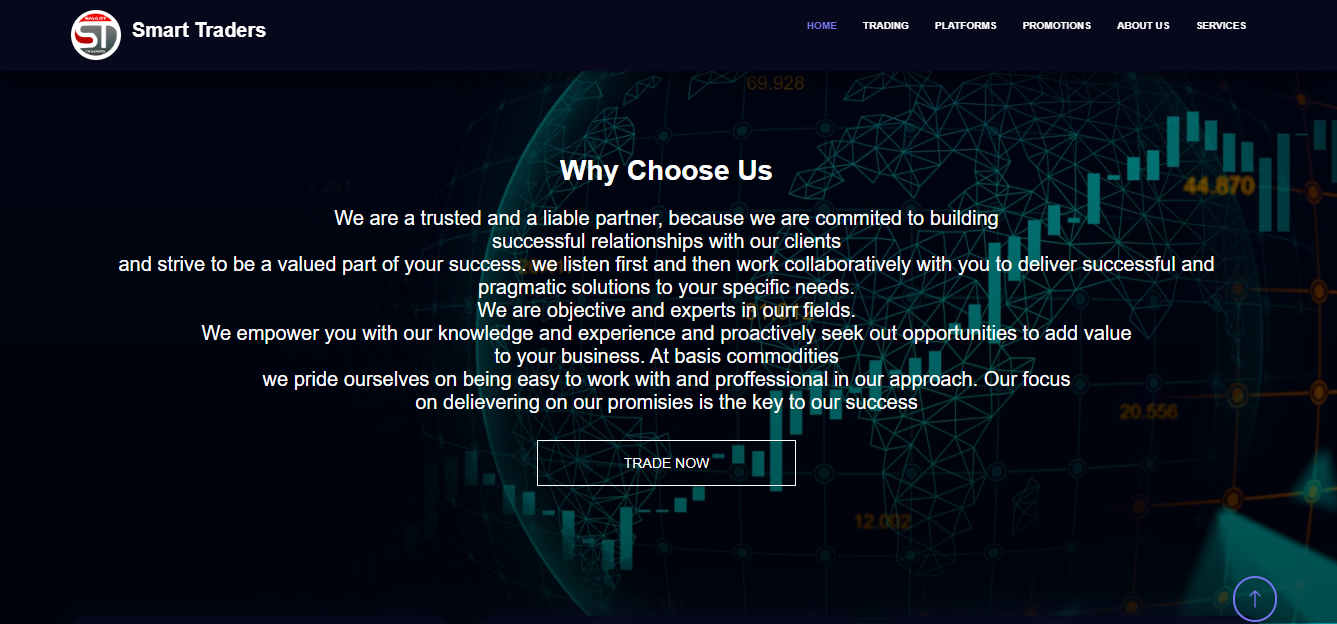 SMART
ST
Smart Traders
HOME
TRADING
PLATFORMS
PROMOTIONS
ABOUT US
SERVICES
69.928
44.291
44.870
Why Choose Us
We are a trusted and a liable partner, because we are commited to building
successful relationships with our clients
and strive to be a valued part of your success. we listen first and then work collaboratively with you to deliver successful and
pragmatic solutions to your specific needs.
We are objective and experts in ourr fields.
We empower you with our knowledge and experience and proactively seek out opportunities to add value
to your business. At basis commodities
we pride ourselves on being easy to work with and proffessional in our approach. Our focus
on delievering on our promisies is the key to our success
20.556
TRADE NOW
12.002